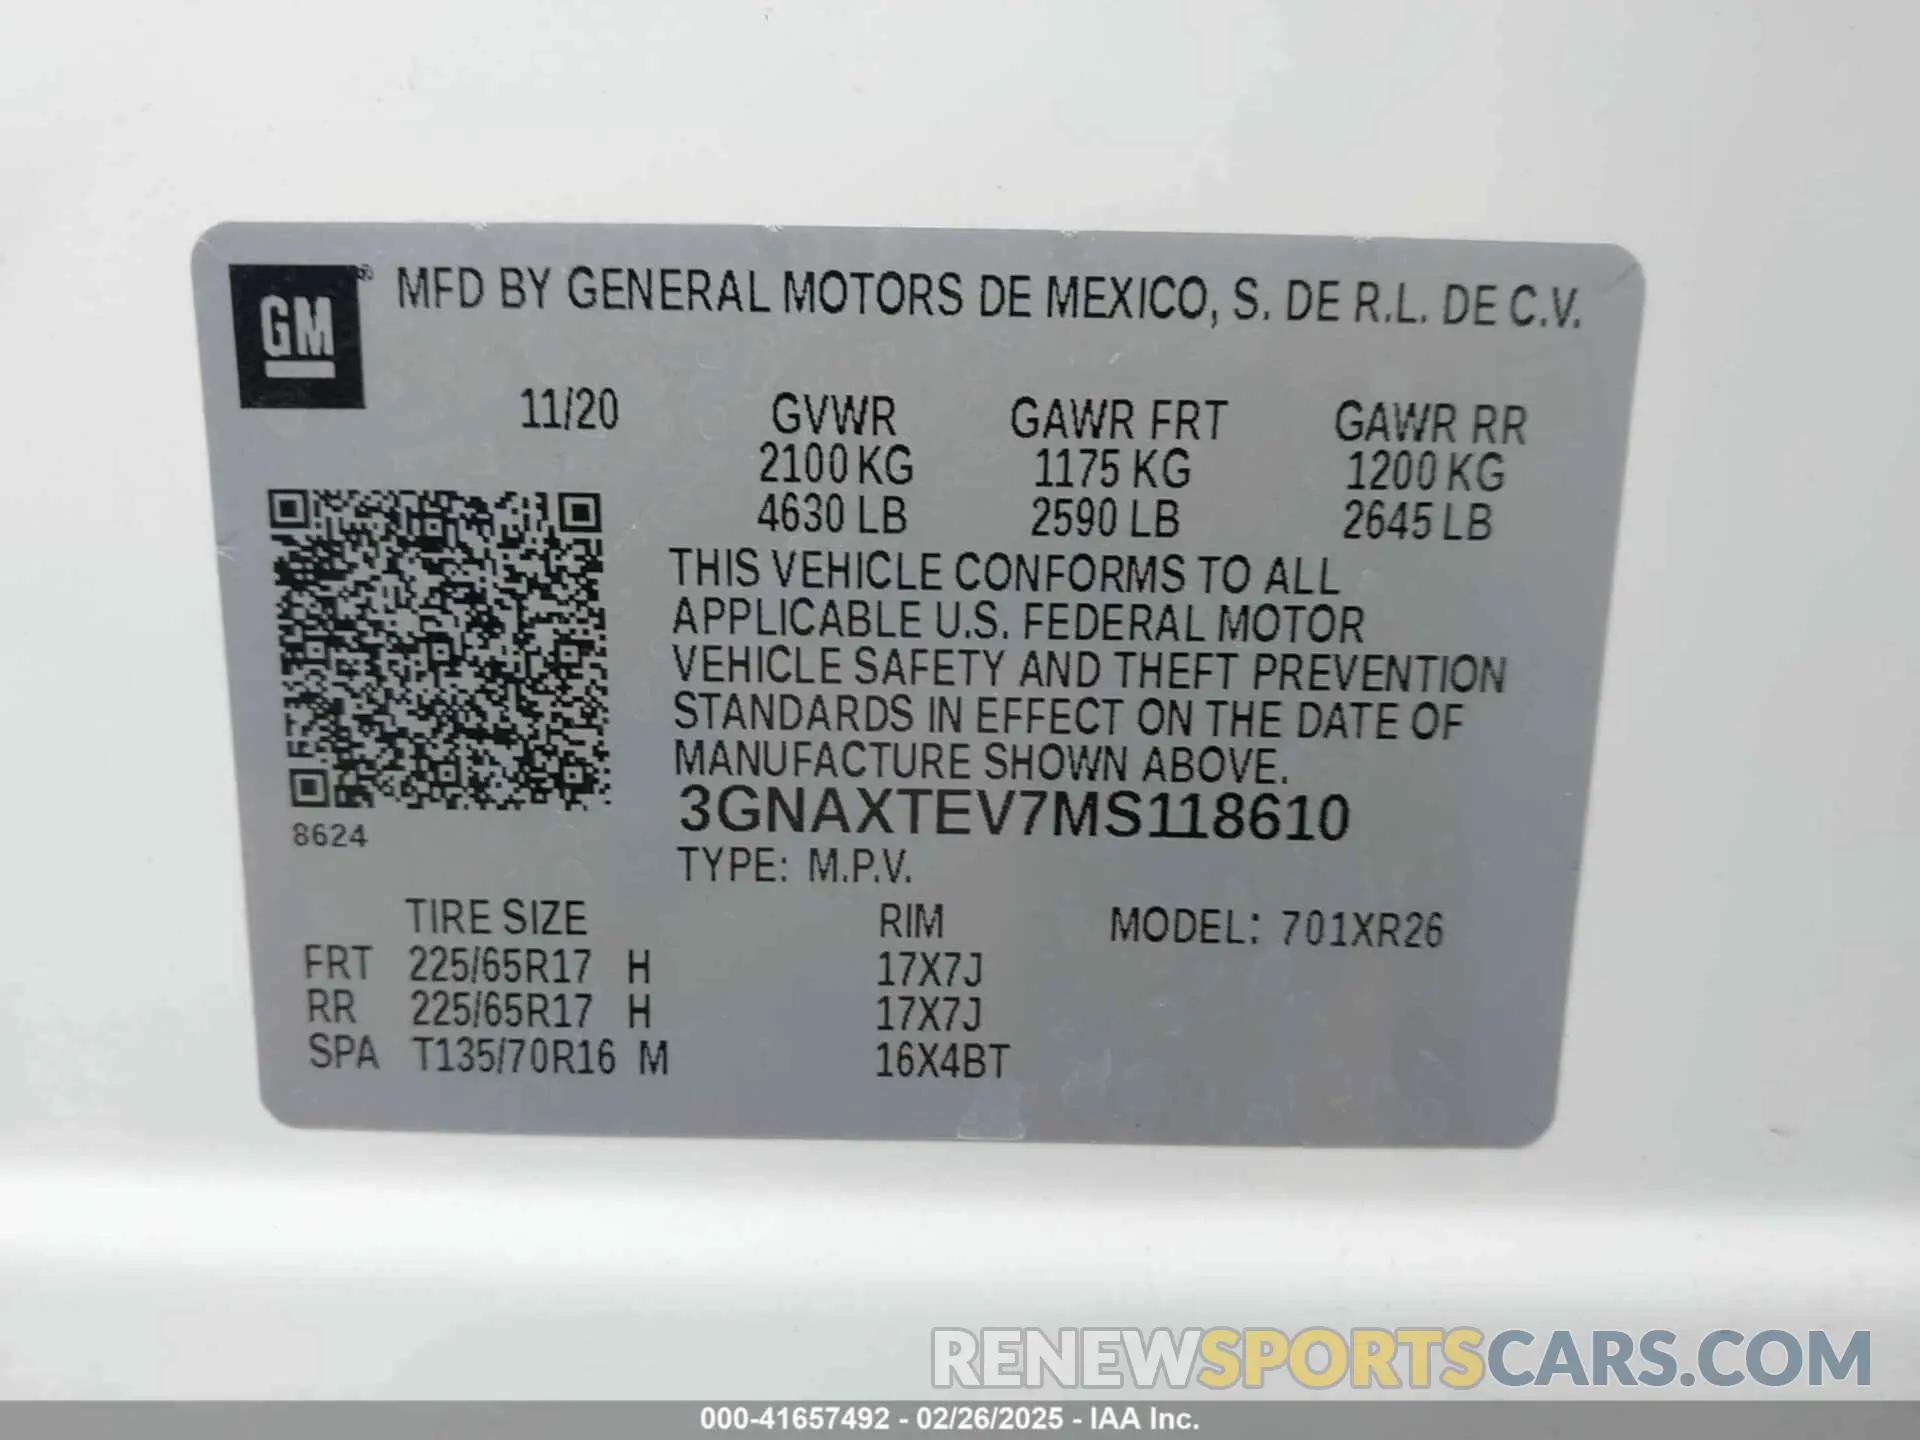 GM® MFD BY GENERAL MOTORS DE MEXICO, S. DE R.L. DE C.V.
11/20 GVWR GAWR FRT GAWR RR
2100 KG 1175 KG 1200 KG
4630 LB 2590 LB 2645 LB
THIS VEHICLE CONFORMS TO ALL
APPLICABLE U.S. FEDERAL MOTOR
VEHICLE SAFETY AND THEFT PREVENTION
STANDARDS IN EFFECT ON THE DATE OF
MANUFACTURE SHOWN ABOVE.
3GNAXTEV7MS118610
8624
TYPE: M.P.V.
TIRE SIZE RIM MODEL: 701XR26
FRT 225/65R17 H 17X7J
RR 225/65R17 H 17X7J
SPA T135/70R16 M 16X4BT
RENEWSPORTSCARS.COM
000-41657492 - 02/26/2025 - IAA Inc.